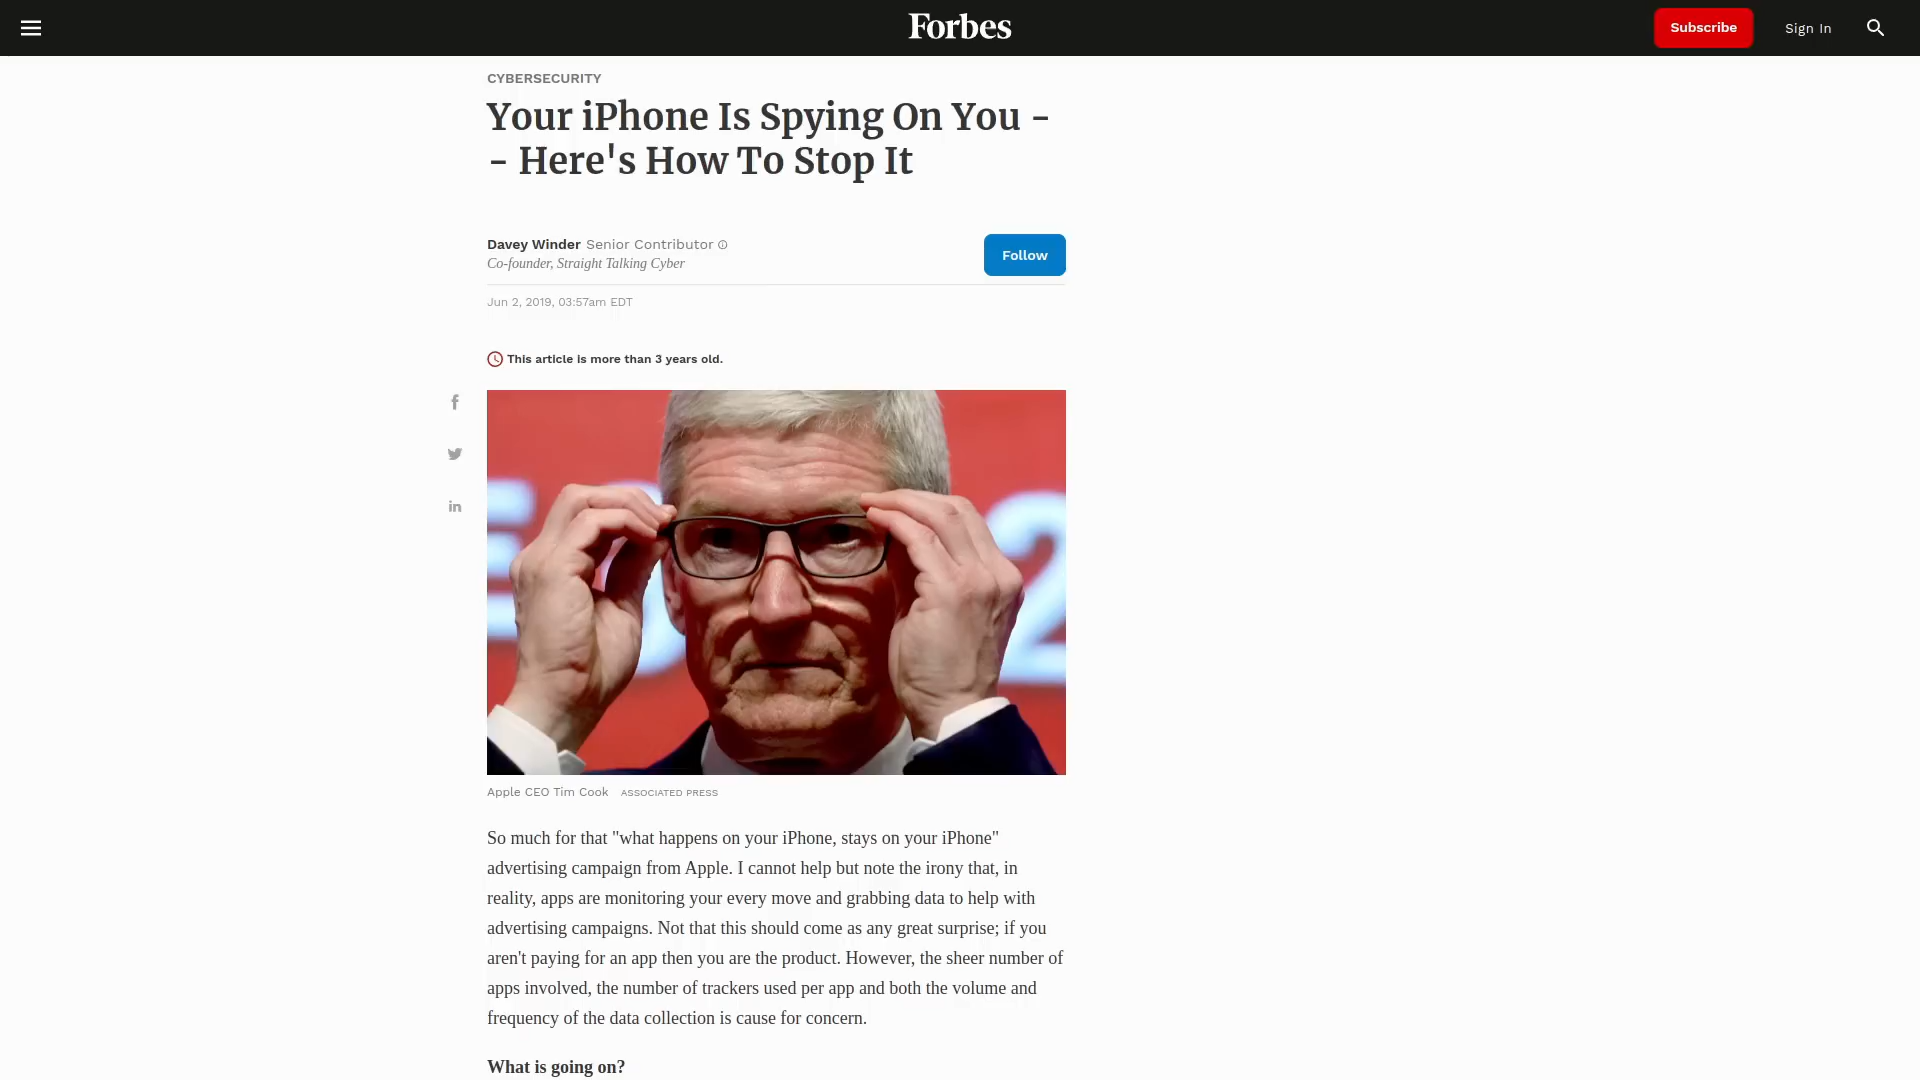 Forbes
Subscribe
Sign In
CYBERSECURITY
Your iPhone Is Spying On You -
- Here's How To Stop It
Davey Winder Senior Contributor
Co-founder, Straight Talking Cyber
Follow
Jun 2, 2019, 03:57am EDT
This article is more than 3 years old.
Apple CEO Tim Cook ASSOCIATED PRESS
So much for that "what happens on your iPhone, stays on your iPhone"
advertising campaign from Apple. I cannot help but note the irony that, in
reality, apps are monitoring your every move and grabbing data to help with
advertising campaigns. Not that this should come as any great surprise; if you
aren't paying for an app then you are the product. However, the sheer number of
apps involved, the number of trackers used per app and both the volume and
frequency of the data collection is cause for concern.
What is going on?